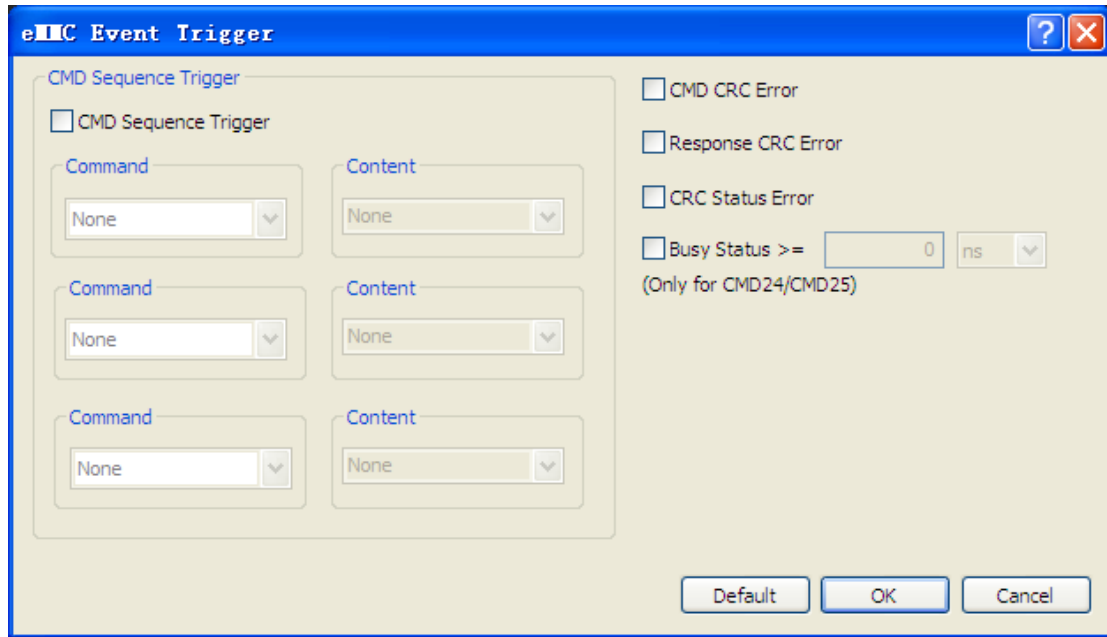 eMMC Event Trigger
CMD Sequence Trigger
CMD Sequence Trigger
Command
None
Content
None
Command
None
Content
None
Command
None
Content
None
CMD CRC Error
Response CRC Error
CRC Status Error
Busy Status >= 0 ns
(Only for CMD24/CMD25)
Default
OK
Cancel